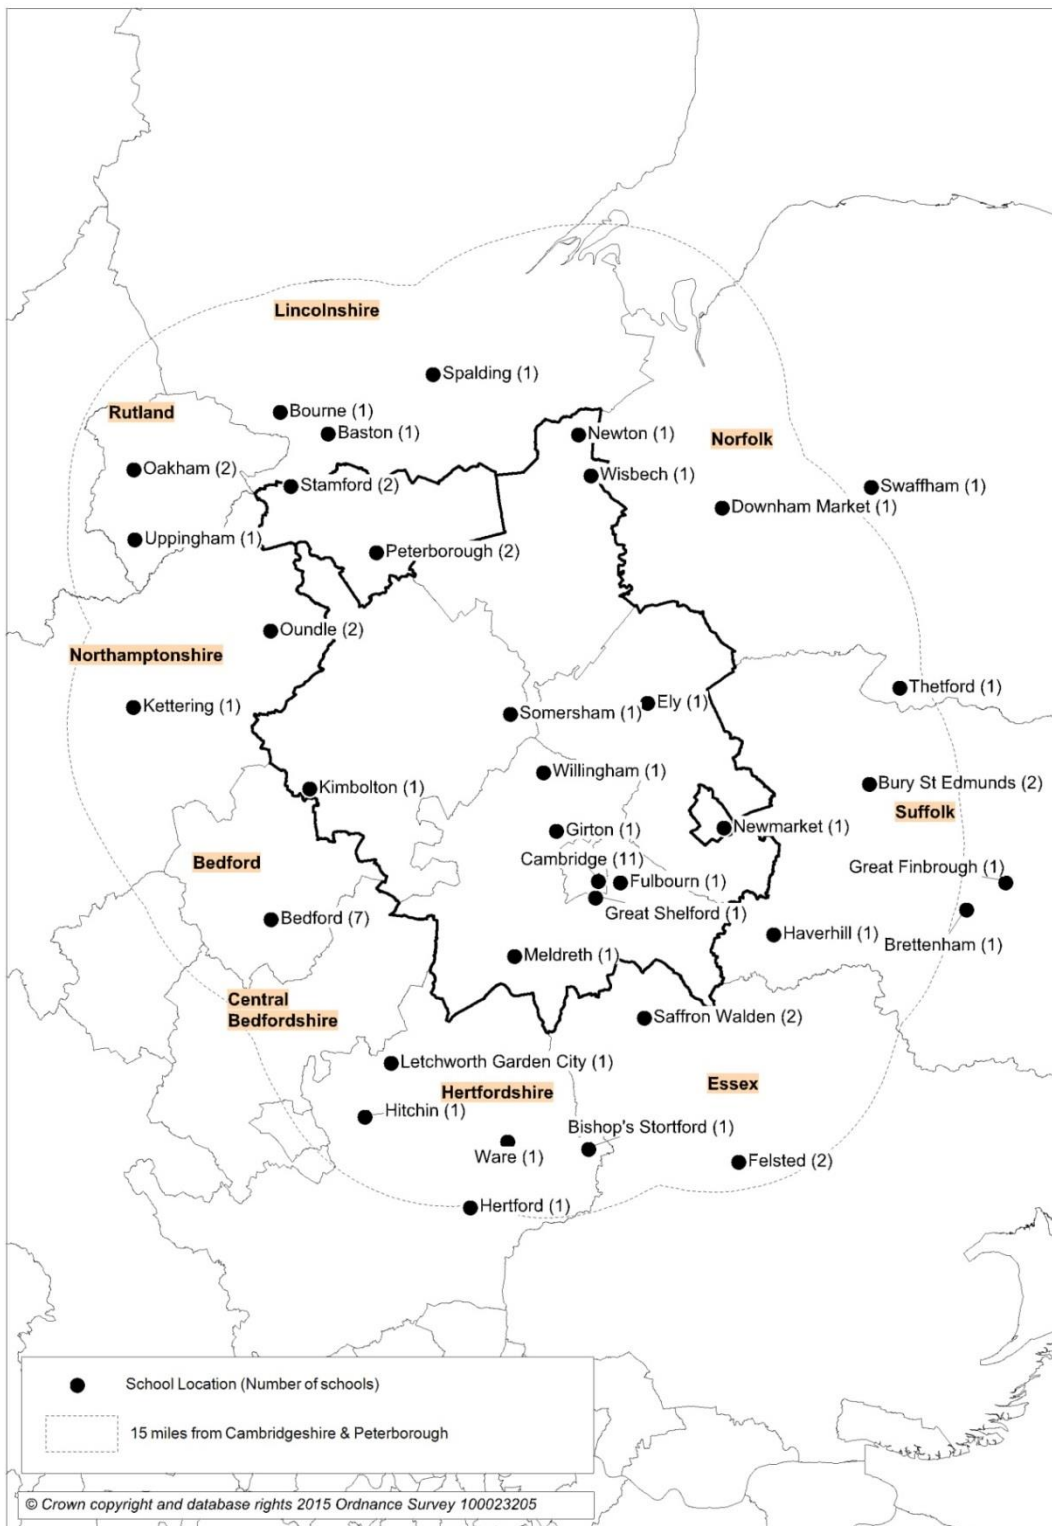 Lincolnshire
Spalding (1)
Rutland
Bourne (1)
Baston (1)
Newton (1)
Norfolk
Oakham (2)
Stamford (2)
Wisbech (1)
Swaffham (1)
Downham Market (1)
Uppingham (1)
Peterborough (2)
Oundle (2)
Northamptonshire
Thetford (1)
Kettering (1)
Somersham (1)
Ely (1)
Willingham (1)
Kimbolton (1)
Bury St Edmunds (2)
Suffolk
Girton (1)
Newmarket (1)
Bedford
Cambridge (11)
Great Finbrough (1)
Fulbourn (1)
Great Shelford (1)
Bedford (7)
Haverhill (1)
Brettenham (1)
Meldreth (1)
Central
Bedfordshire
Saffron Walden (2)
Letchworth Garden City (1)
Essex
Hertfordshire
Hitchin (1)
Bishop's Stortford (1)
Ware (1)
Felsted (2)
Hertford (1)
School Location (Number of schools)
15 miles from Cambridgeshire & Peterborough
© Crown copyright and database rights 2015 Ordnance Survey 100023205